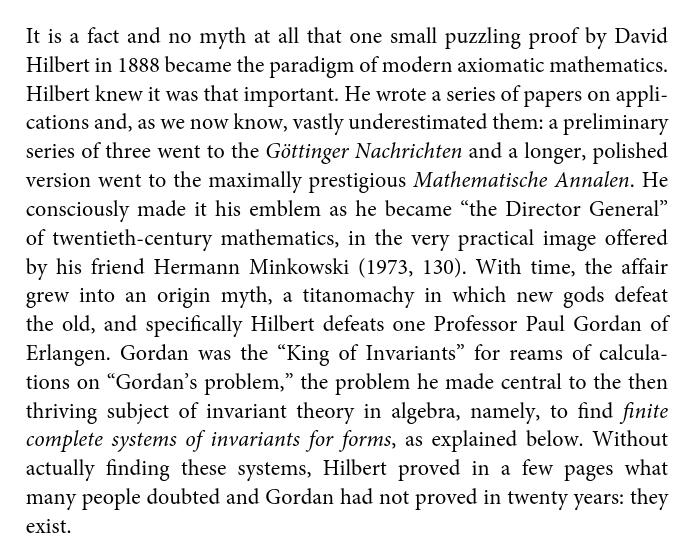 It is a fact and no myth at all that one small puzzling proof by David
Hilbert in 1888 became the paradigm of modern axiomatic mathematics.
Hilbert knew it was that important. He wrote a series of papers on appli-
cations and, as we now know, vastly underestimated them: a preliminary
series of three went to the Göttinger Nachrichten and a longer, polished
version went to the maximally prestigious Mathematische Annalen. He
consciously made it his emblem as he became “the Director General”
of twentieth-century mathematics, in the very practical image offered
by his friend Hermann Minkowski (1973, 130). With time, the affair
grew into an origin myth, a titanomachy in which new gods defeat
the old, and specifically Hilbert defeats one Professor Paul Gordan of
Erlangen. Gordan was the “King of Invariants” for reams of calcula-
tions on “Gordan’s problem,” the problem he made central to the then
thriving subject of invariant theory in algebra, namely, to find finite
complete systems of invariants for forms, as explained below. Without
actually finding these systems, Hilbert proved in a few pages what
many people doubted and Gordan had not proved in twenty years: they
exist.